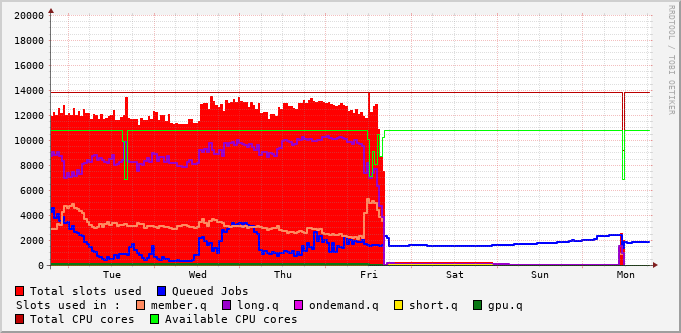 20000
18000
16000
14000
12000
10000
8000
6000
4000
2000
0
Tue Wed Thu Fri Sat Sun Mon
Total slots used Queued Jobs
Slots used in : member.q long.q ondemand.q short.q gpu.q
Total CPU cores Available CPU cores
RRDTOOL / TOBI OETIKER